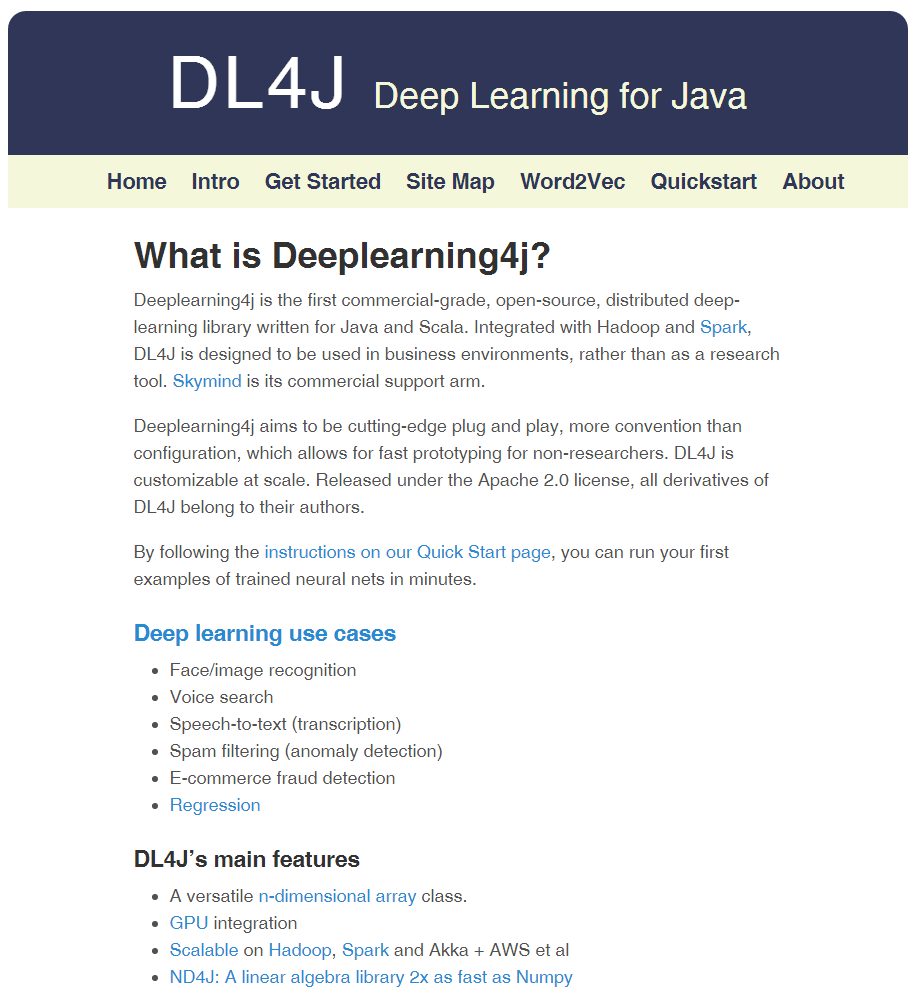 DL4J Deep Learning for Java
Home Intro Get Started Site Map Word2Vec Quickstart About
What is Deeplearning4j?
Deeplearning4j is the first commercial-grade, open-source, distributed deep-
learning library written for Java and Scala. Integrated with Hadoop and Spark,
DL4J is designed to be used in business environments, rather than as a research
tool. Skymind is its commercial support arm.
Deeplearning4j aims to be cutting-edge plug and play, more convention than
configuration, which allows for fast prototyping for non-researchers. DL4J is
customizable at scale. Released under the Apache 2.0 license, all derivatives of
DL4J belong to their authors.
By following the instructions on our Quick Start page, you can run your first
examples of trained neural nets in minutes.
Deep learning use cases
• Face/image recognition
• Voice search
• Speech-to-text (transcription)
• Spam filtering (anomaly detection)
• E-commerce fraud detection
• Regression
DL4J’s main features
• A versatile n-dimensional array class.
• GPU integration
• Scalable on Hadoop, Spark and Akka + AWS et al
• ND4J: A linear algebra library 2x as fast as Numpy